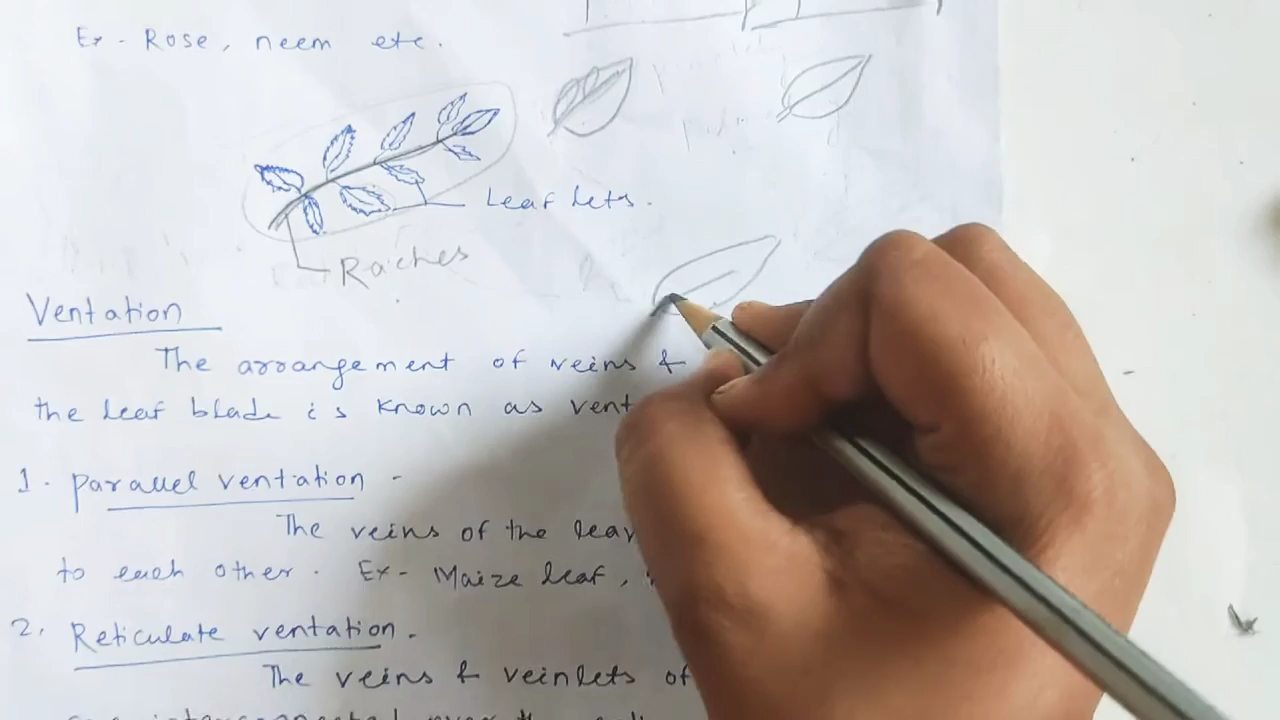 Ex - Rose, neem etc.
Leaflets.
Raches
Ventation
The arrangement of veins &
the leaf blade is known as vent
1. Parallel ventation -
The veins of the leav
to each other. Ex- Maize leaf,
2. Reticulate ventation.
The veins & veinlets of